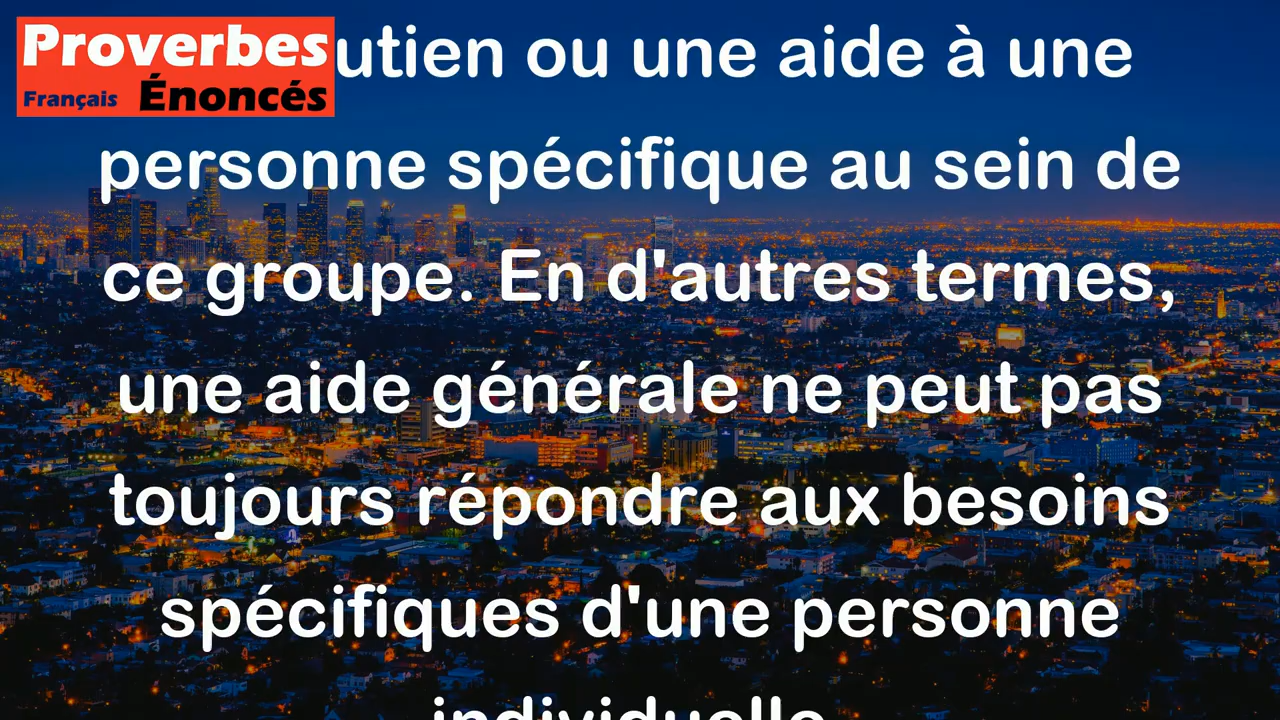 Proverbes
Français Énoncés
utien ou une aide à une
personne spécifique au sein de
ce groupe. En d'autres termes,
une aide générale ne peut pas
toujours répondre aux besoins
spécifiques d'une personne
individuelle